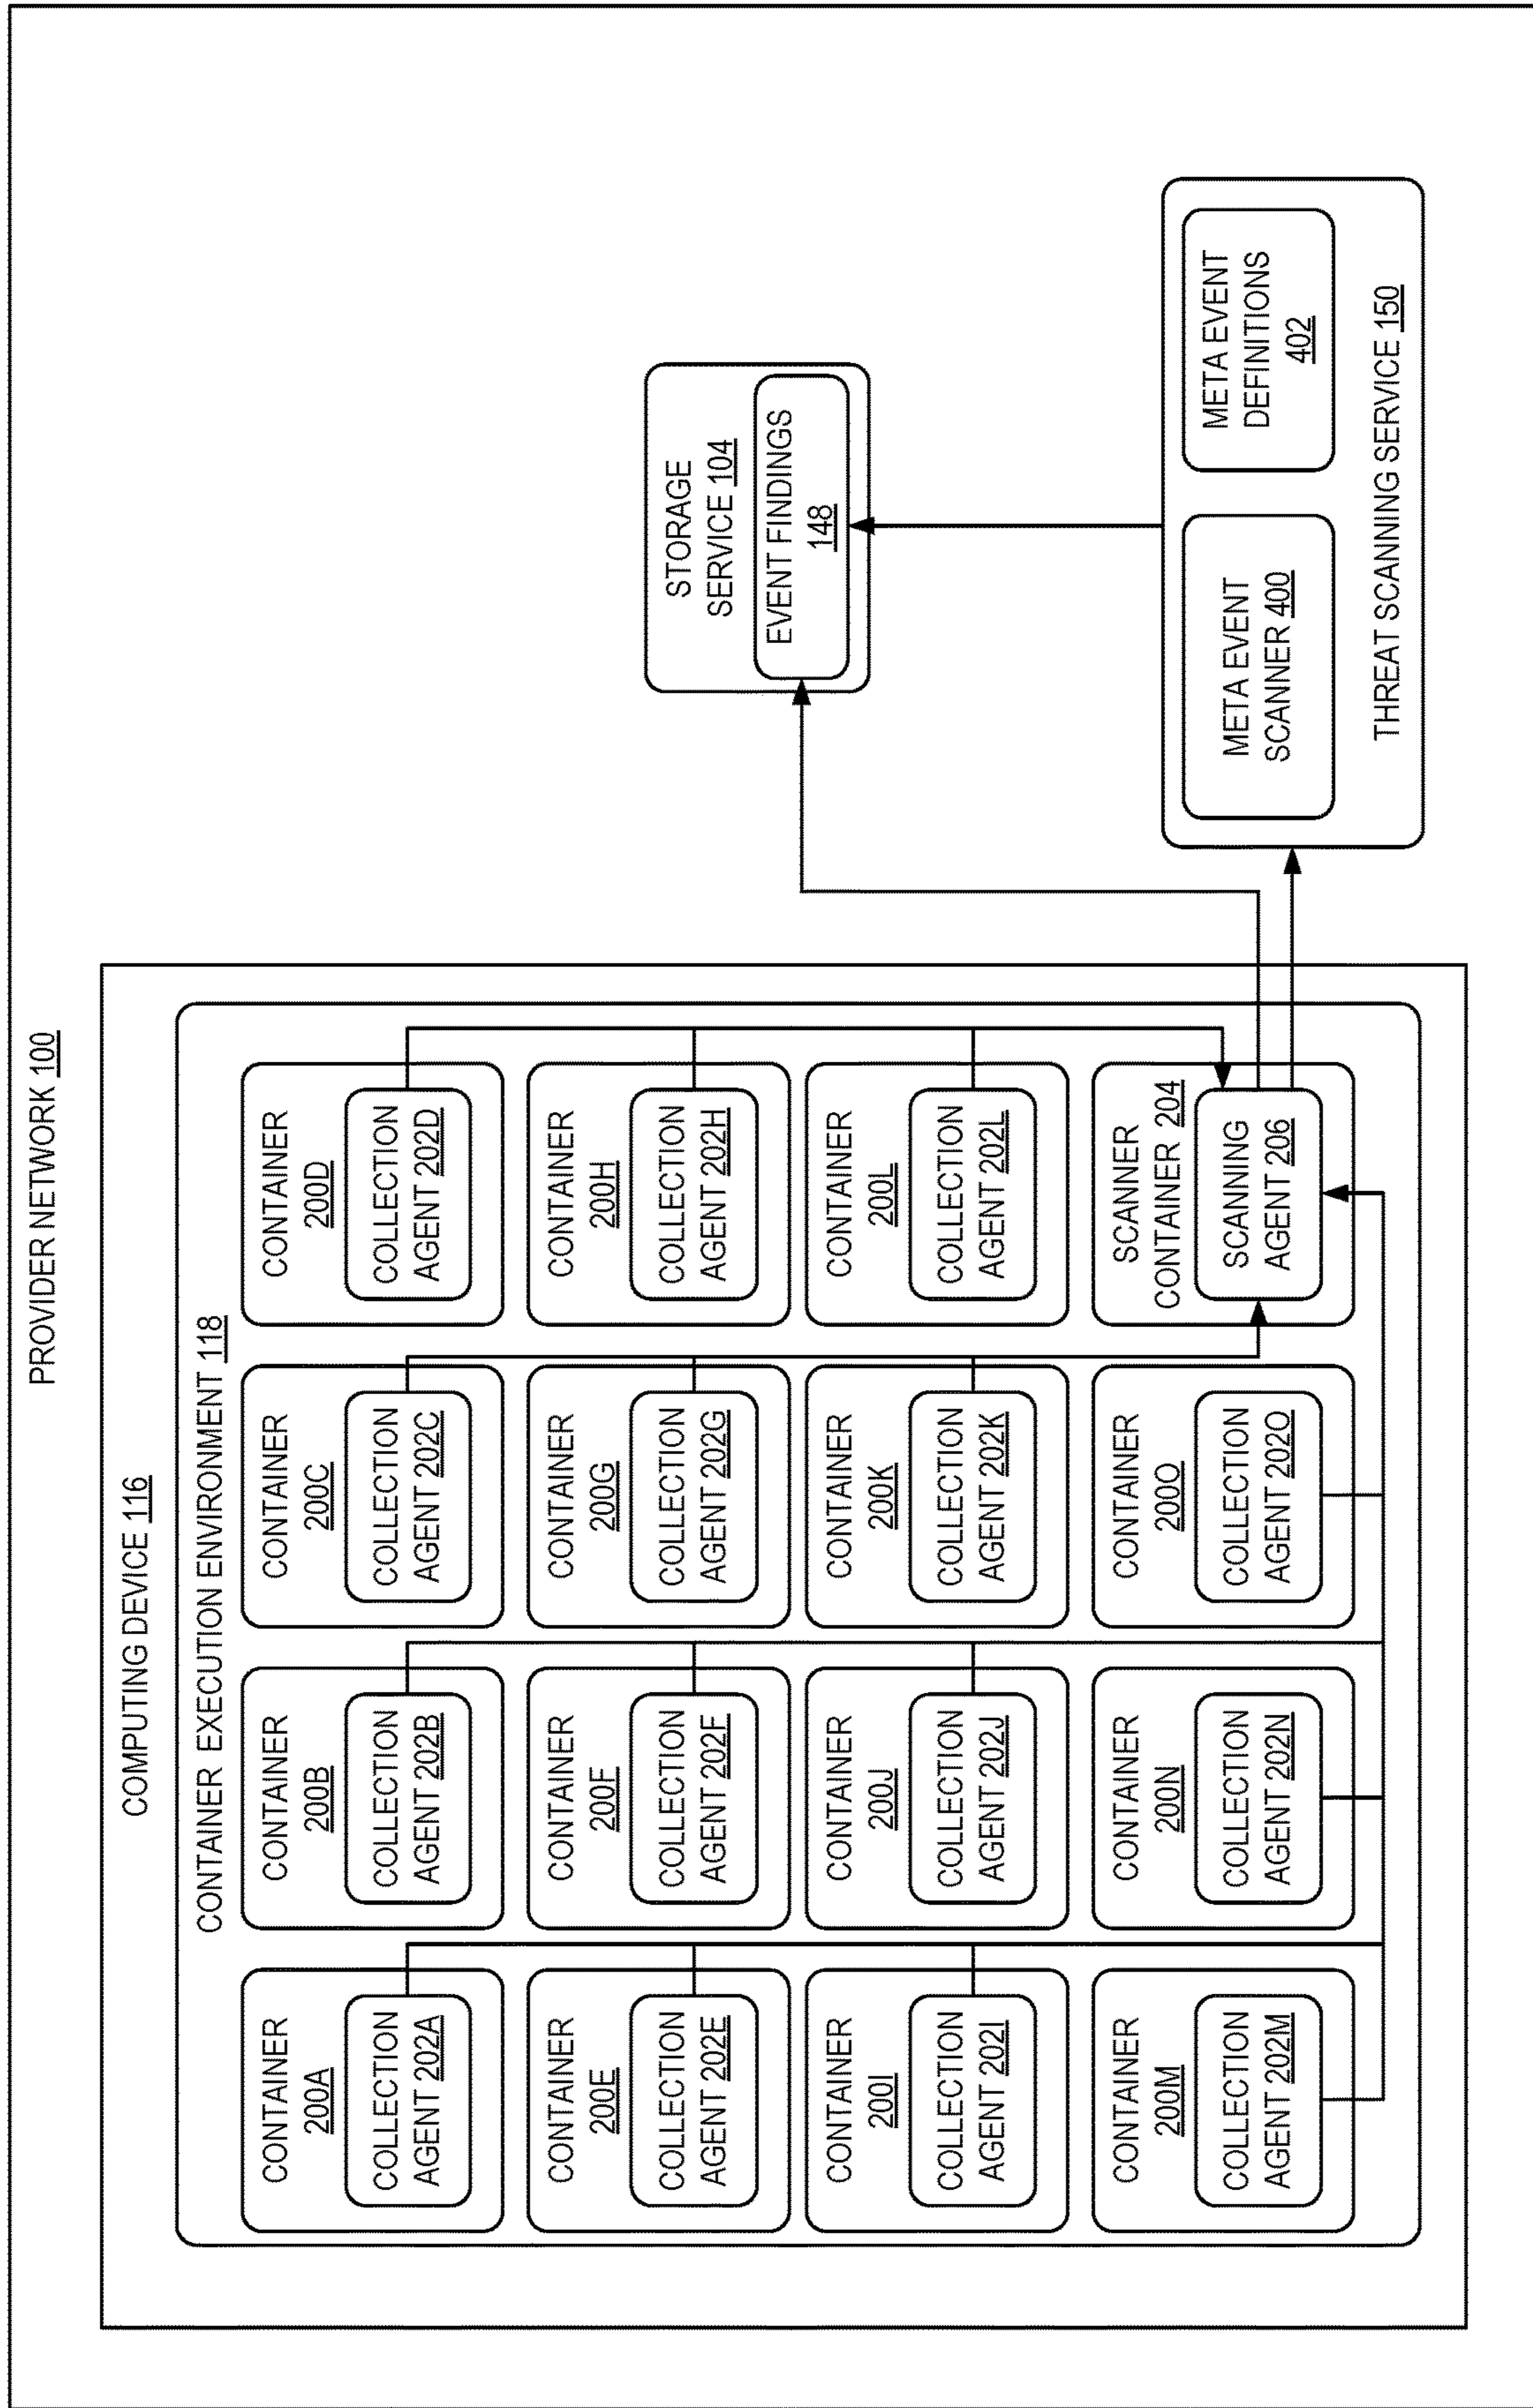 PROVIDER NETWORK 100
COMPUTING DEVICE 116
CONTAINER EXECUTION ENVIRONMENT 118
CONTAINER
200A
COLLECTION
AGENT 202A
CONTAINER
200B
COLLECTION
AGENT 202B
CONTAINER
200C
COLLECTION
AGENT 202C
CONTAINER
200D
COLLECTION
AGENT 202D
CONTAINER
200E
COLLECTION
AGENT 202E
CONTAINER
200F
COLLECTION
AGENT 202F
CONTAINER
200G
COLLECTION
AGENT 202G
CONTAINER
200H
COLLECTION
AGENT 202H
CONTAINER
200I
COLLECTION
AGENT 202I
CONTAINER
200J
COLLECTION
AGENT 202J
CONTAINER
200K
COLLECTION
AGENT 202K
CONTAINER
200L
COLLECTION
AGENT 202L
CONTAINER
200M
COLLECTION
AGENT 202M
CONTAINER
200N
COLLECTION
AGENT 202N
CONTAINER
200O
COLLECTION
AGENT 202O
SCANNER
CONTAINER 204
SCANNING
AGENT 206
STORAGE
SERVICE 104
EVENT FINDINGS
148
META EVENT
SCANNER 400
META EVENT
DEFINITIONS
402
THREAT SCANNING SERVICE 150